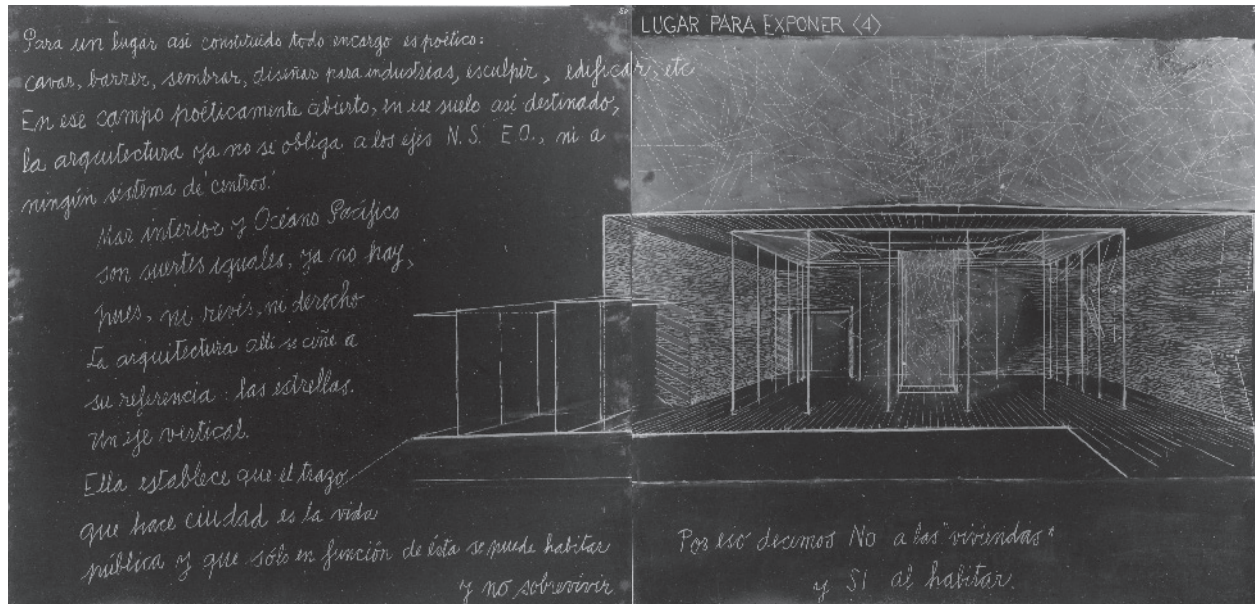 Para un lugar así constituido todo encargo es poético:
cavar, barrer, sembrar, diseñar para industrias, esculpir, edificar, etc
En ese campo poéticamente abierto, en ese suelo así destinado,
la arquitectura ya no se obliga a los ejes N.S. E.O., ni a
ningún sistema de 'centros'.
Mar interior y Océano Pacífico
son suertes iguales, ya no hay,
pues, ni revés, ni derecho
La arquitectura allí se ciñe a
su referencia: las estrellas.
Un eje vertical.
Ella establece que el trazo
que hace ciudad es la vida
pública y que sólo en función de ésta se puede habitar
y no sobrevivir
LUGAR PARA EXPONER <4>
Por eso decimos No a las "viviendas"
y SI al habitar.